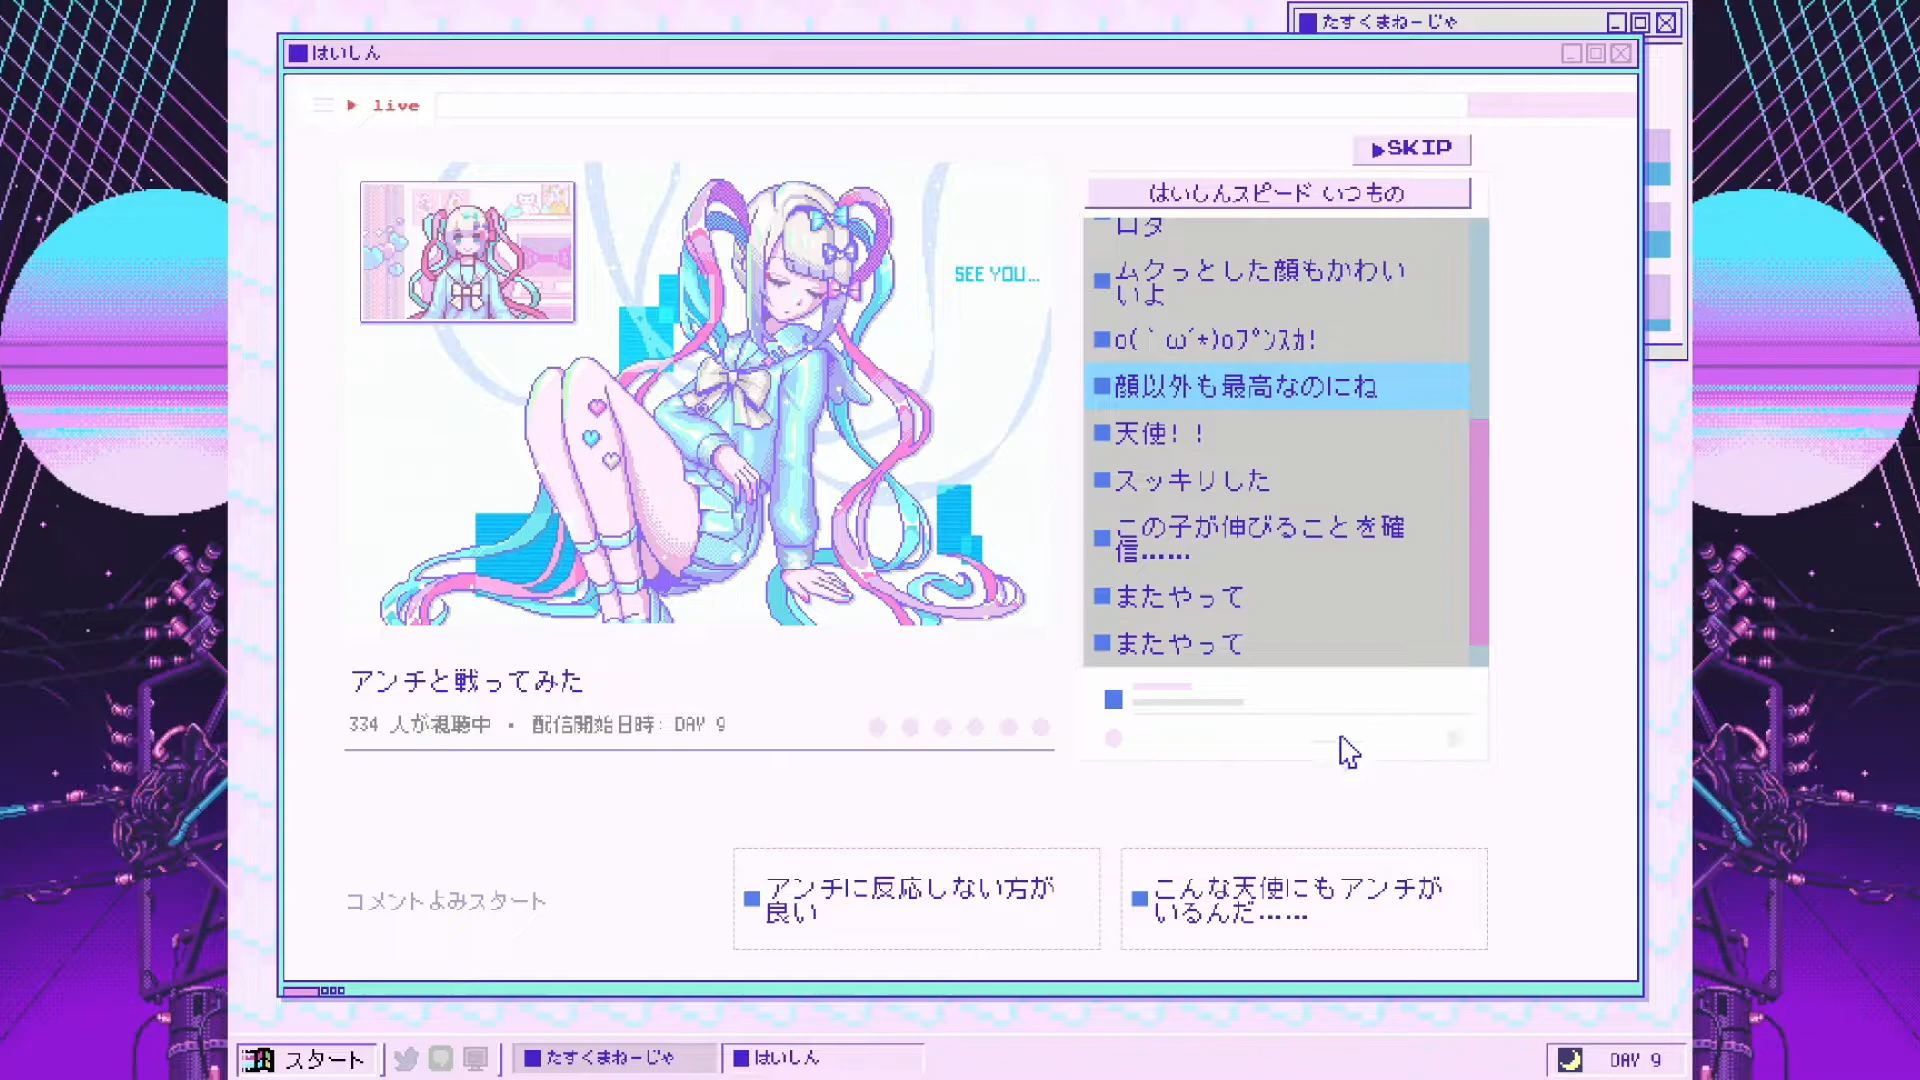 たすくまねーじゃ
はいしん
live
▶SKIP
はいしんスピード いつもの
SEE YOU...
ムクっとした顔もかわい
いよ
o(｀ω´*)oﾌﾟﾝｽｶ!
顔以外も最高なのにね
天使！！
スッキリした
この子が伸びることを確
信……
またやって
またやって
アンチと戦ってみた
334 人が視聴中 ・ 配信開始日時: DAY 9
コメントよみスタート
アンチに反応しない方が
良い
こんな天使にもアンチが
いるんだ……
スタート
たすくまねーじゃ
はいしん
DAY 9